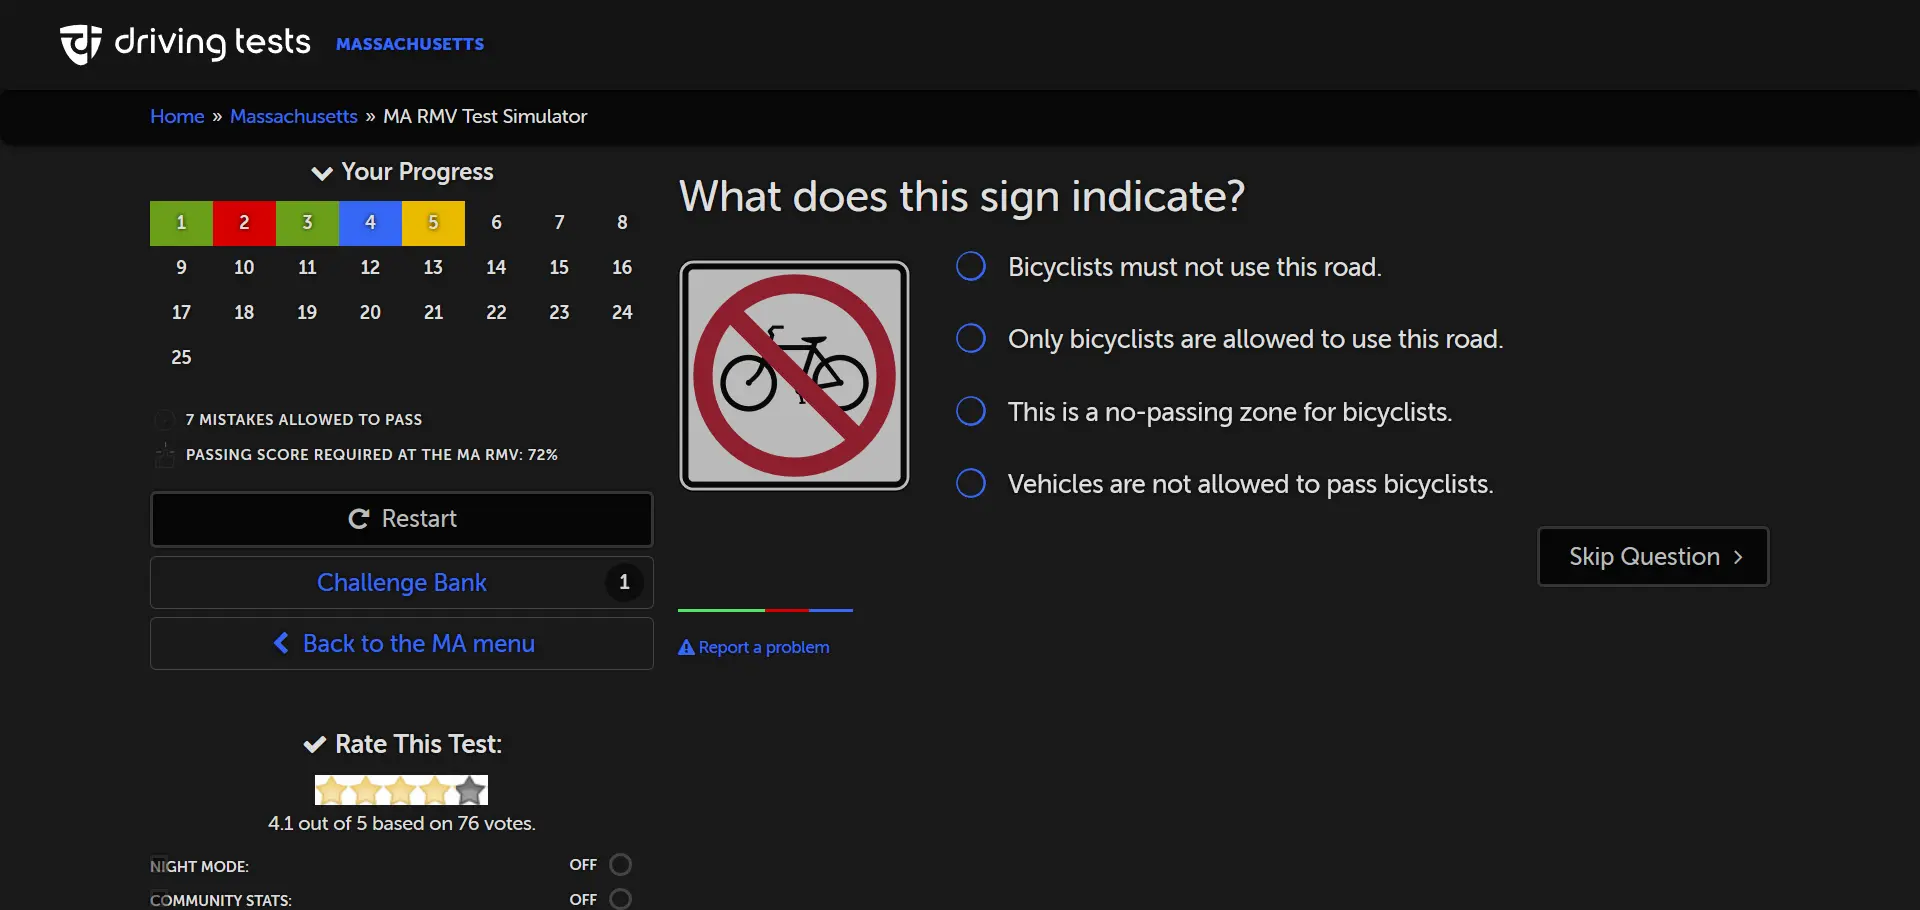 driving tests MASSACHUSETTS
Home » Massachusetts » MA RMV Test Simulator
Your Progress
1 2 3 4 5 6 7 8
9 10 11 12 13 14 15 16
17 18 19 20 21 22 23 24
25
7 MISTAKES ALLOWED TO PASS
PASSING SCORE REQUIRED AT THE MA RMV: 72%
Restart
Challenge Bank 1
Back to the MA menu
Rate This Test:
4.1 out of 5 based on 76 votes.
NIGHT MODE: OFF
COMMUNITY STATS: OFF
What does this sign indicate?
Bicyclists must not use this road.
Only bicyclists are allowed to use this road.
This is a no-passing zone for bicyclists.
Vehicles are not allowed to pass bicyclists.
Skip Question
Report a problem